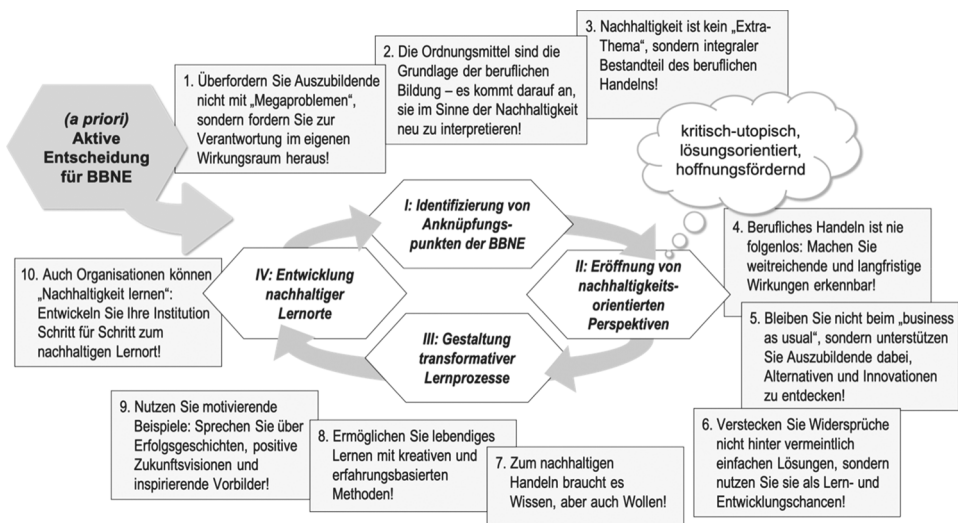 (a priori)
Aktive
Entscheidung
für BBNE
1. Überfordern Sie Auszubildende
nicht mit „Megaproblemen“,
sondern fordern Sie zur
Verantwortung im eigenen
Wirkungsraum heraus!
2. Die Ordnungsmittel sind die
Grundlage der beruflichen
Bildung – es kommt darauf an,
sie im Sinne der Nachhaltigkeit
neu zu interpretieren!
3. Nachhaltigkeit ist kein „Extra-
Thema“, sondern integraler
Bestandteil des beruflichen
Handelns!
kritisch-utopisch,
lösungsorientiert,
hoffnungsfördernd
I: Identifizierung von
Anknüpfungs-
punkten der BBNE
II: Eröffnung von
nachhaltigkeits-
orientierten
Perspektiven
III: Gestaltung
transformativer
Lernprozesse
IV: Entwicklung
nachhaltiger
Lernorte
4. Berufliches Handeln ist nie
folgenlos: Machen Sie
weitreichende und langfristige
Wirkungen erkennbar!
5. Bleiben Sie nicht beim „business
as usual“, sondern unterstützen
Sie Auszubildende dabei,
Alternativen und Innovationen
zu entdecken!
6. Verstecken Sie Widersprüche
nicht hinter vermeintlich
einfachen Lösungen, sondern
nutzen Sie sie als Lern- und
Entwicklungschancen!
7. Zum nachhaltigen
Handeln braucht es
Wissen, aber auch Wollen!
8. Ermöglichen Sie lebendiges
Lernen mit kreativen und
erfahrungsbasierten
Methoden!
9. Nutzen Sie motivierende
Beispiele: Sprechen Sie über
Erfolgsgeschichten, positive
Zukunftsvisionen und
inspirierende Vorbilder!
10. Auch Organisationen können
„Nachhaltigkeit lernen“:
Entwickeln Sie Ihre Institution
Schritt für Schritt zum
nachhaltigen Lernort!